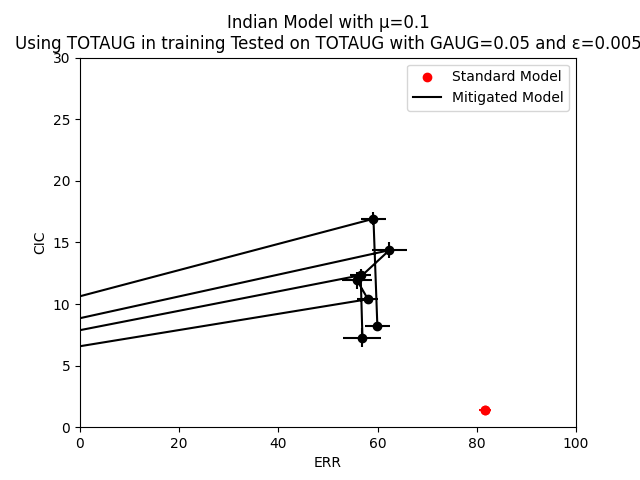 Indian Model with μ=0.1
Using TOTAUG in training Tested on TOTAUG with GAUG=0.05 and ε=0.005
30
25
20
15
10
5
0
CIC
Standard Model
Mitigated Model
0 20 40 60 80 100
ERR